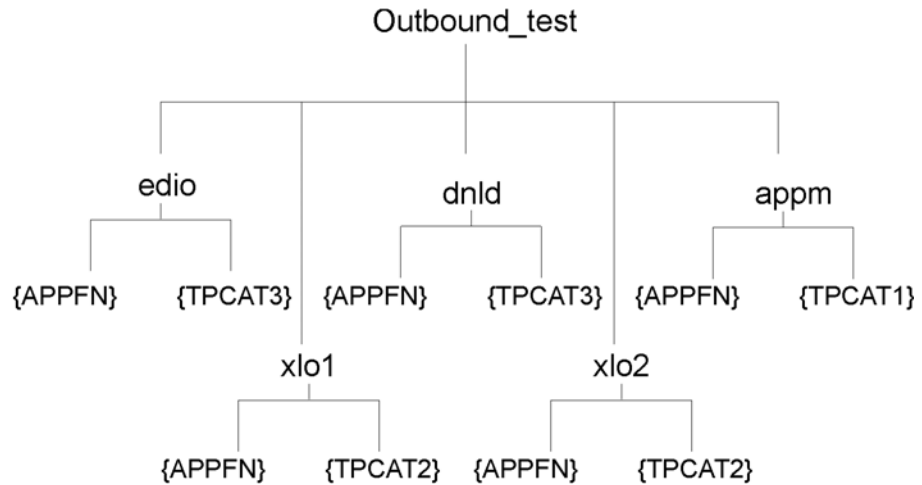 Outbound_test
edio dnld appm
{APPFN} {TPCAT3} {APPFN} {TPCAT3} {APPFN} {TPCAT1}
xlo1 xlo2
{APPFN} {TPCAT2} {APPFN} {TPCAT2}